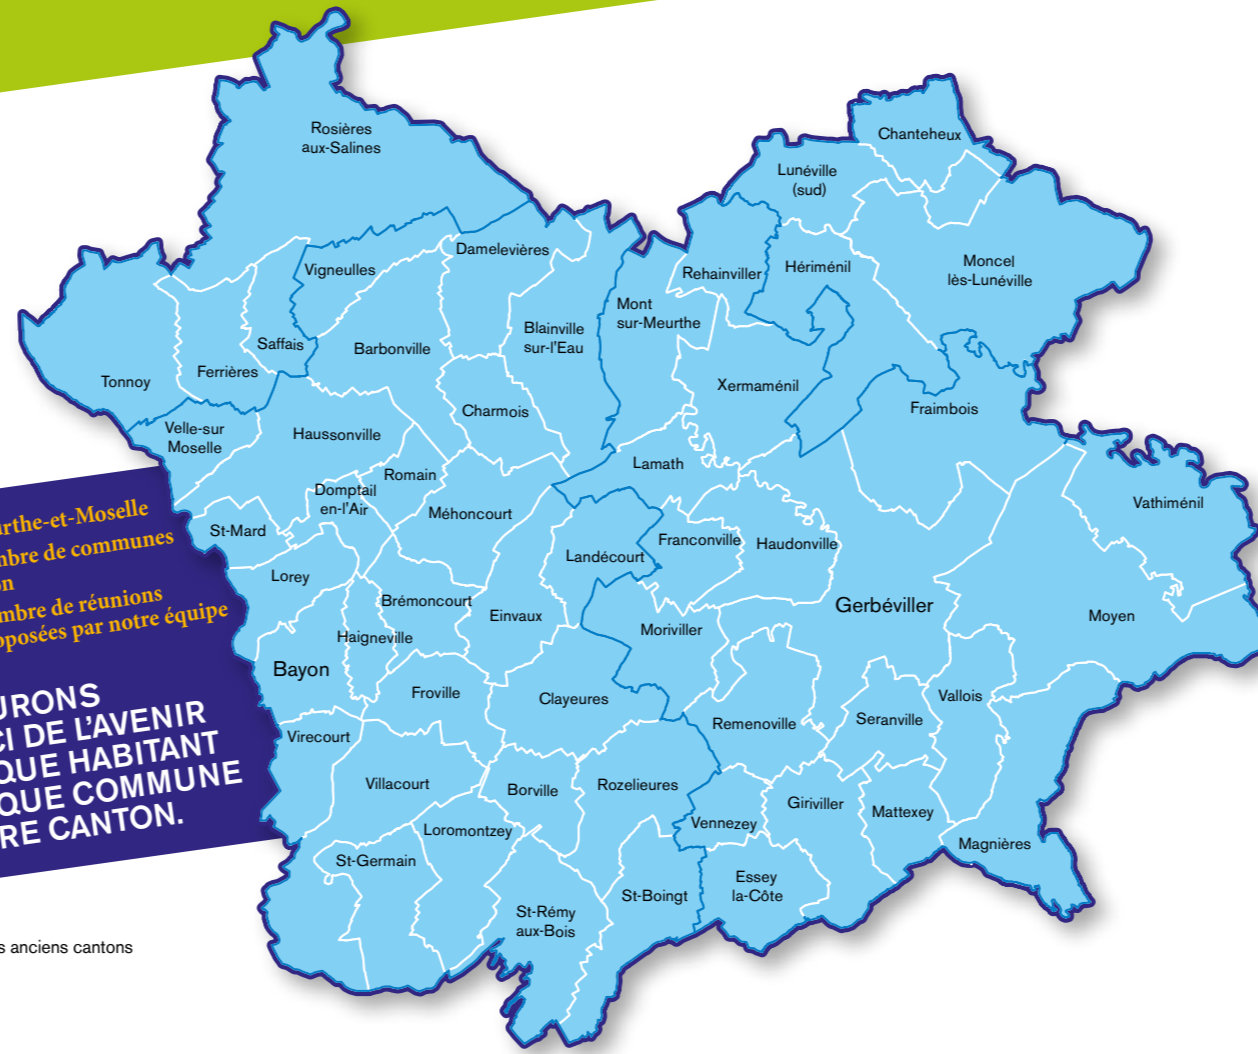 Rosières
aux-Salines
Chanteheux
Lunéville
(sud)
Damelevières
Vigneulles
Rehainviller
Hériménil
Moncel
lès-Lunéville
Mont
sur-Meurthe
Blainville
sur-l'Eau
Saffais
Barbonville
Ferrières
Tonnoy
Xermaménil
Charmois
Fraimbois
Velle-sur
Moselle
Haussonville
Lamath
Romain
Domptail
en-l'Air
Vathiménil
Méhoncourt
St-Mard
Franconville
Haudonville
Landécourt
Lorey
Brémoncourt
Gerbéviller
Einvaux
Moyen
Haigneville
Moriviller
Bayon
Froville
Clayeures
Vallois
Seranville
Remenoville
Virecourt
Villacourt
Borville
Rozelieures
Giriviller
Mattexey
Vennezey
Loromontzey
Magnières
St-Germain
Essey
la-Côte
St-Boingt
St-Rémy
aux-Bois
urthe-et-Moselle
mbre de communes
on
mbre de réunions
oposées par notre équipe
URONS
CI DE L'AVENIR
QUE HABITANT
QUE COMMUNE
RE CANTON.
s anciens cantons